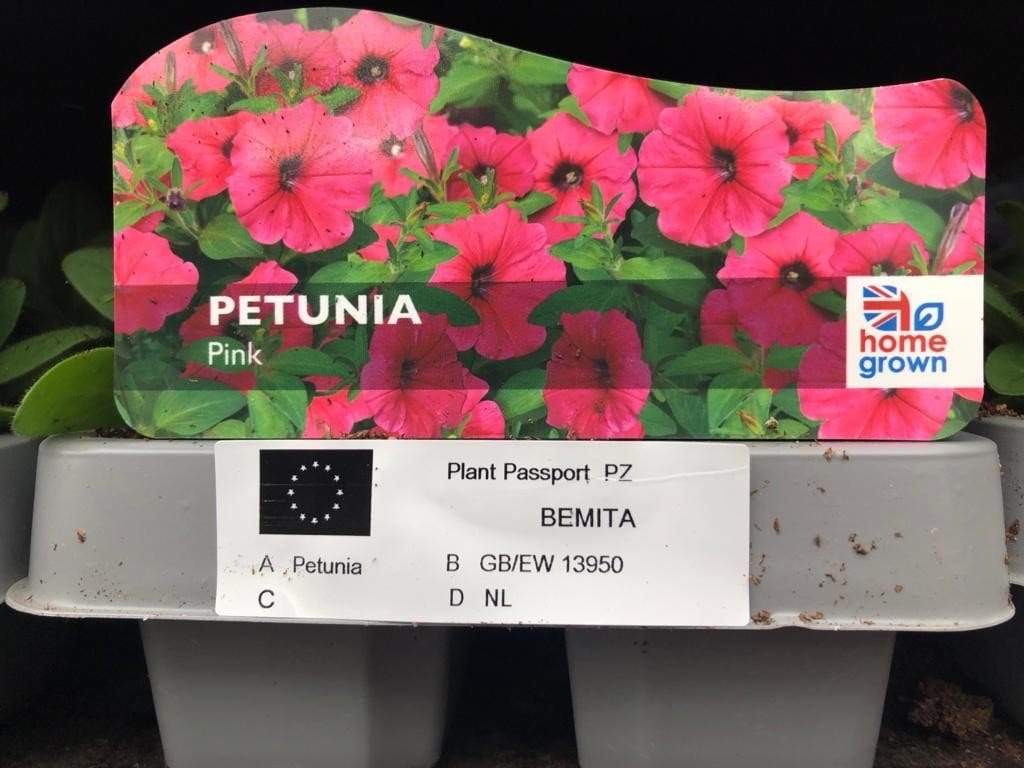 PETUNIA
Pink
home
grown
Plant Passport PZ
BEMITA
A Petunia
B GB/EW 13950
C
D NL